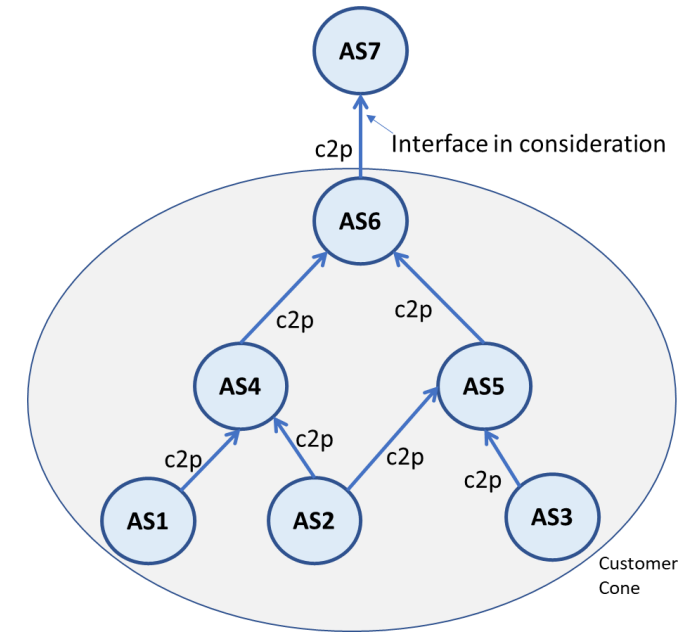 AS7
Interface in consideration
c2p
AS6
c2p
c2p
AS4
AS5
c2p
c2p
c2p
c2p
AS1
AS2
AS3
Customer
Cone